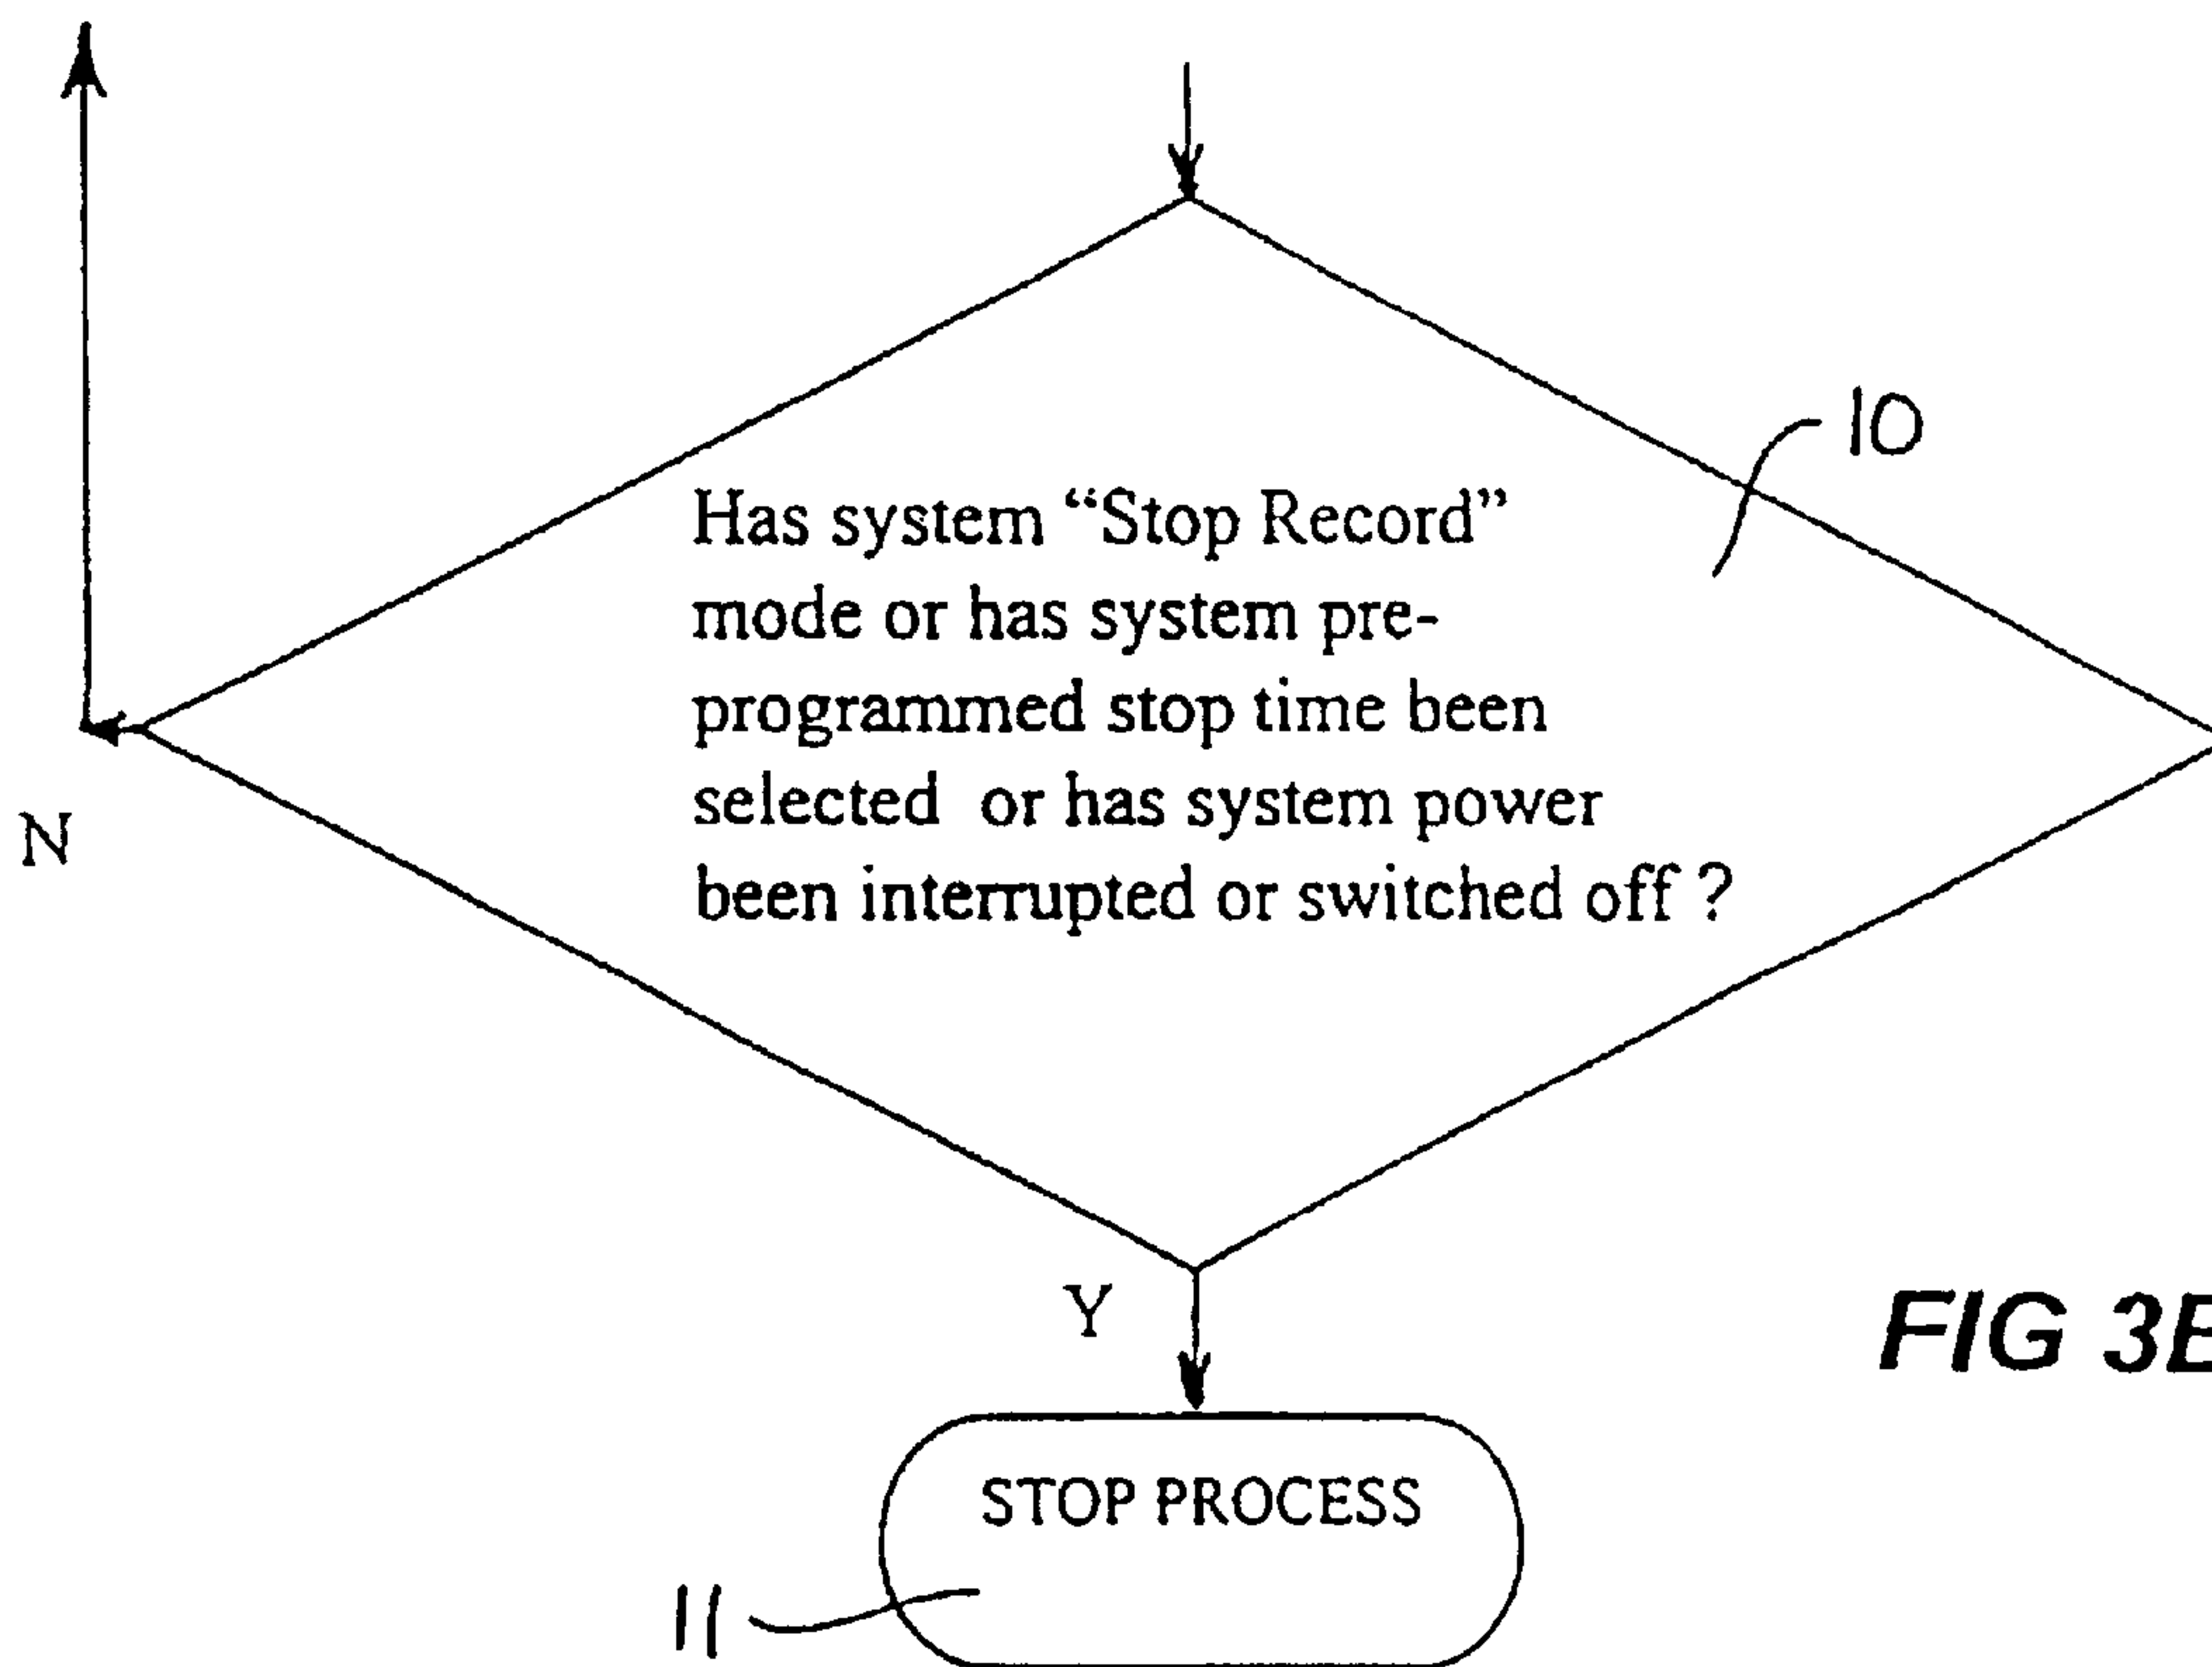 10
Has system “Stop Record”
mode or has system pre-
programmed stop time been
selected or has system power
been interrupted or switched off ?
N
Y
FIG 3
STOP PROCESS
11